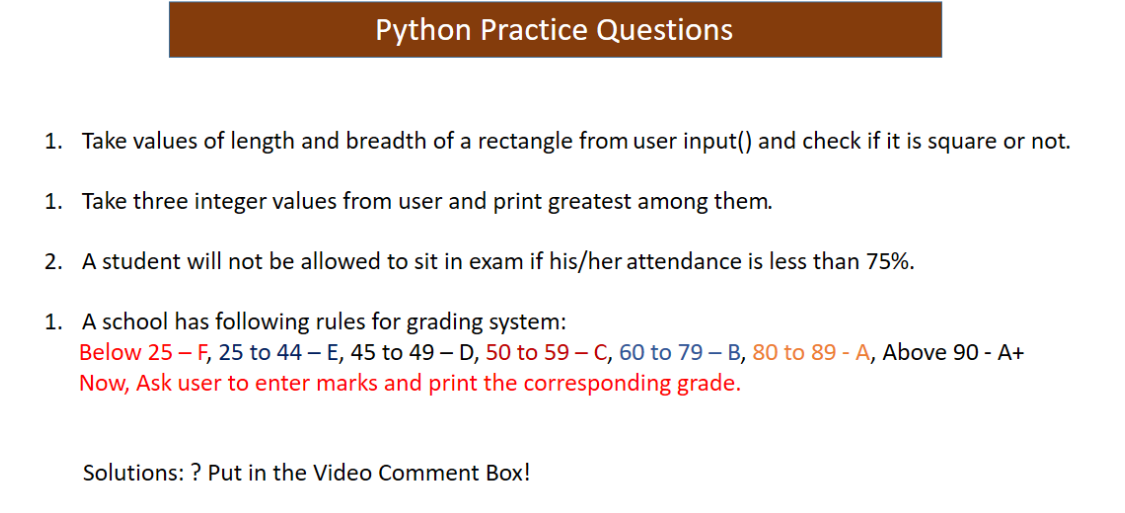 Python Practice Questions
1. Take values of length and breadth of a rectangle from user input() and check if it is square or not.
1. Take three integer values from user and print greatest among them.
2. A student will not be allowed to sit in exam if his/her attendance is less than 75%.
1. A school has following rules for grading system:
Below 25 – F, 25 to 44 – E, 45 to 49 – D, 50 to 59 – C, 60 to 79 – B, 80 to 89 - A, Above 90 - A+
Now, Ask user to enter marks and print the corresponding grade.
Solutions: ? Put in the Video Comment Box!